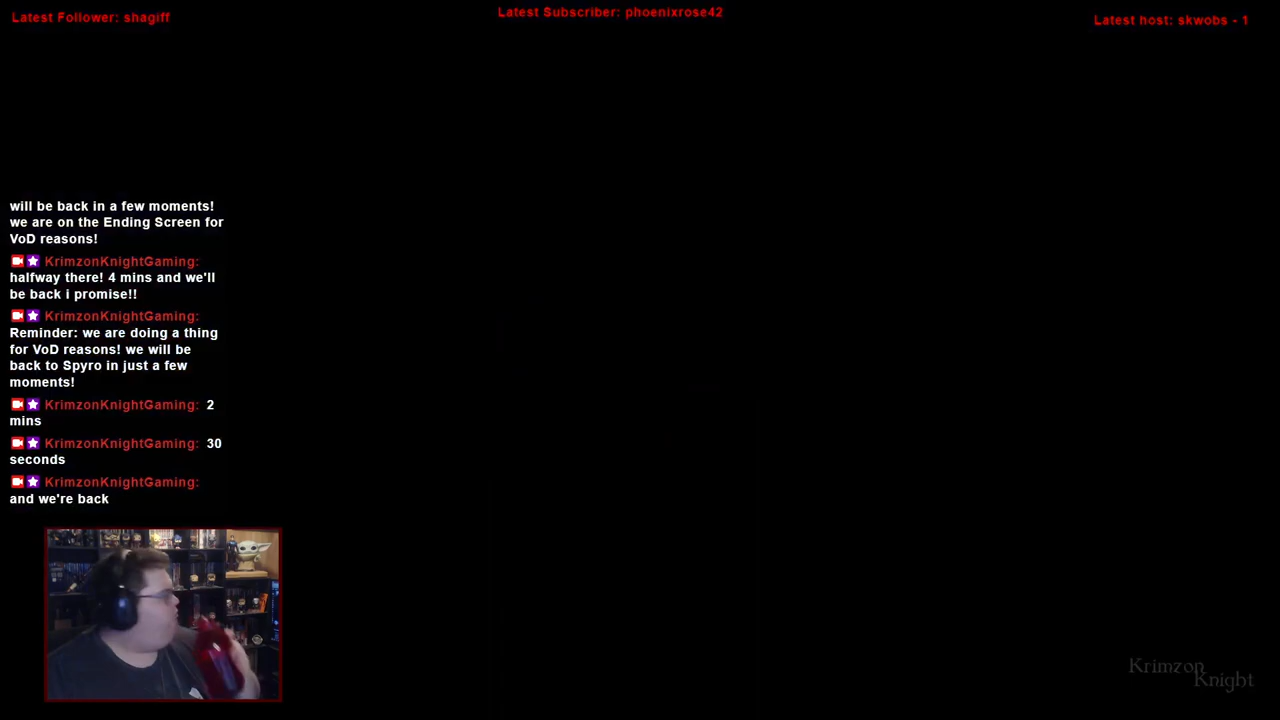 Latest Follower: shagiff
Latest Subscriber: phoenixrose42
Latest host: skwobs - 1
will be back in a few moments!
we are on the Ending Screen for
VoD reasons!
KrimzonKnightGaming:
halfway there! 4 mins and we'll
be back i promise!!
KrimzonKnightGaming:
Reminder: we are doing a thing
for VoD reasons! we will be
back to Spyro in just a few
moments!
KrimzonKnightGaming: 2
mins
KrimzonKnightGaming: 30
seconds
KrimzonKnightGaming:
and we're back
Krimzon
Knight